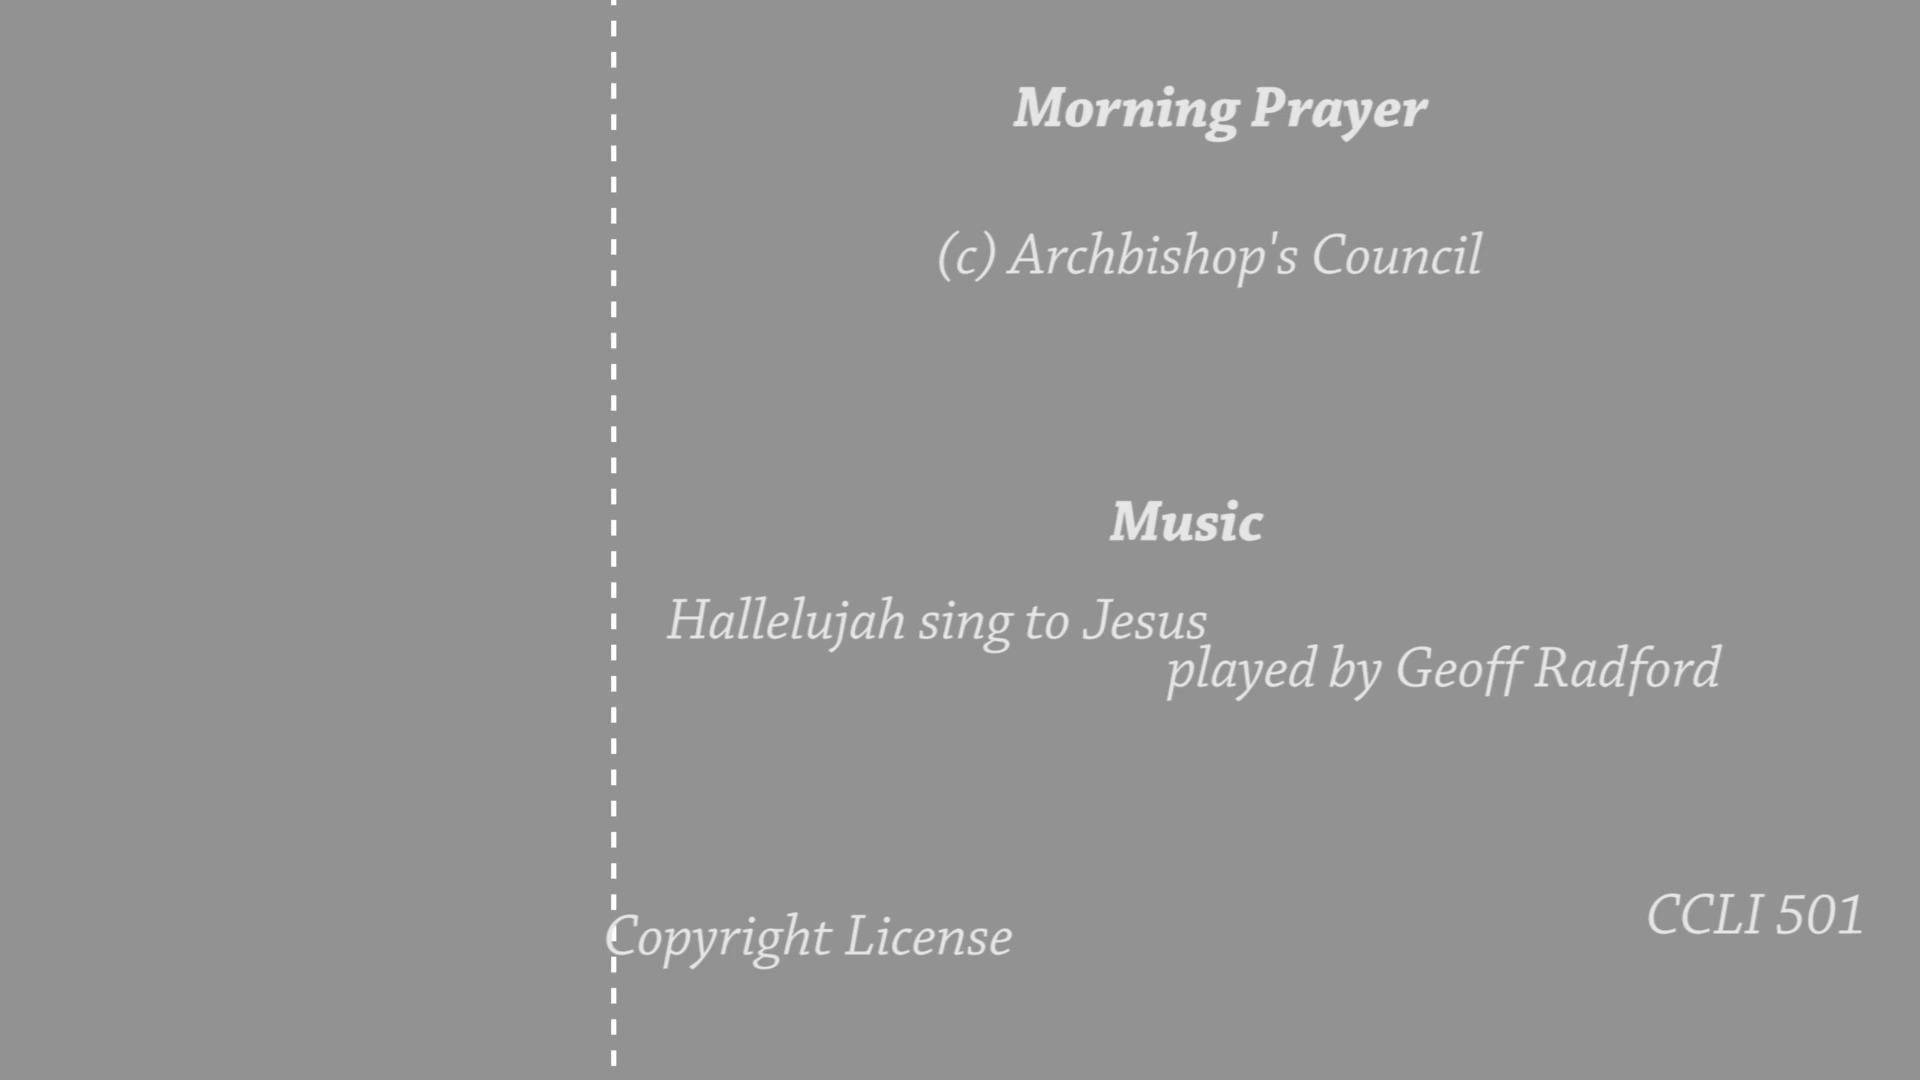 Morning Prayer
(c) Archbishop's Council
Music
Hallelujah sing to Jesus
played by Geoff Radford
Copyright License
CCLI 501